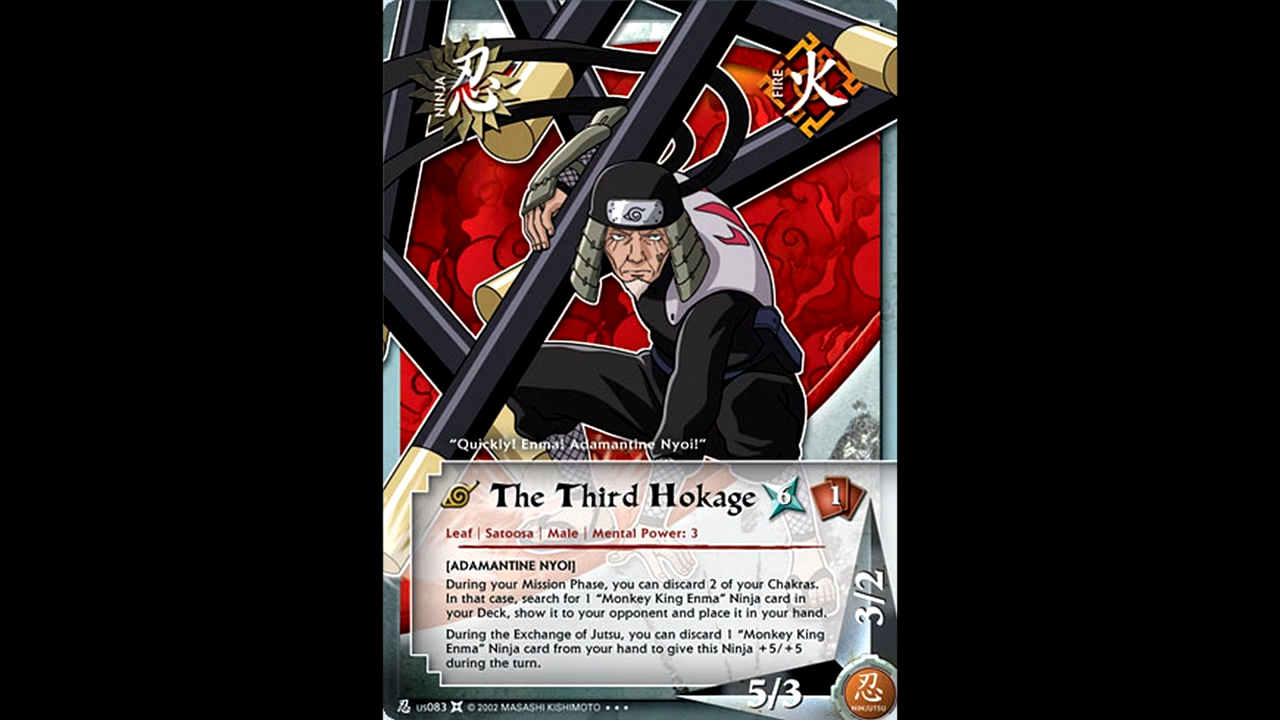 NINJA
忍
FIRE
火
“Quickly! Enma! Adamantine Nyoi!”
The Third Hokage
6
1
Leaf | Satoosa | Male | Mental Power: 3
[ADAMANTINE NYOI]
During your Mission Phase, you can discard 2 of your Chakras.
In that case, search for 1 “Monkey King Enma” Ninja card in
your Deck, show it to your opponent and place it in your hand.
During the Exchange of Jutsu, you can discard 1 “Monkey King
Enma” Ninja card from your hand to give this Ninja +5/+5
during the turn.
3/2
5/3
忍
NINJUTSU
忍 US083 © 2002 MASASHI KISHIMOTO